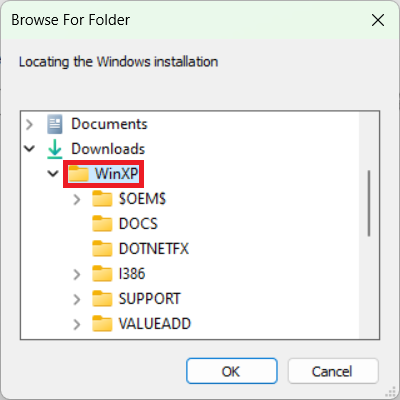 Browse For Folder
Locating the Windows installation
Documents
Downloads
WinXP
$OEM$
DOCS
DOTNETFX
I386
SUPPORT
VALUEADD
OK
Cancel